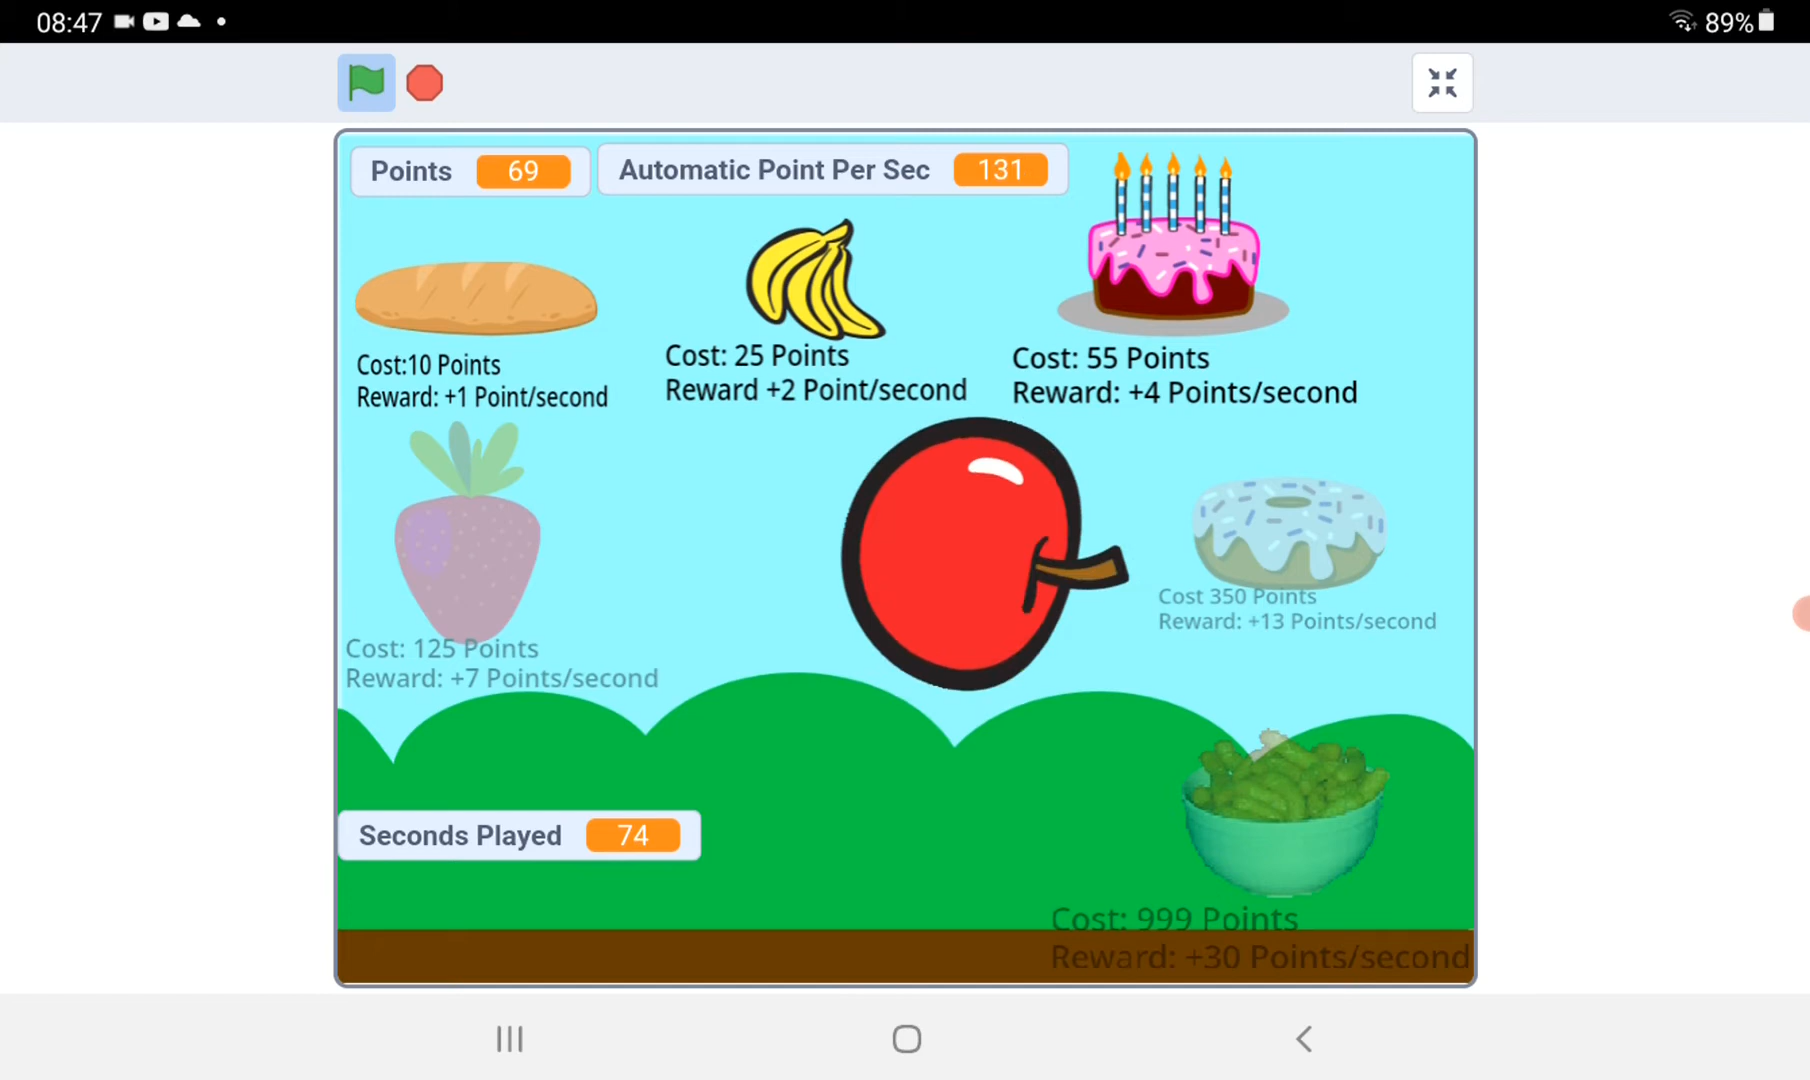 08:47
89%
Points 69
Automatic Point Per Sec 131
Cost:10 Points
Reward: +1 Point/second
Cost: 25 Points
Reward +2 Point/second
Cost: 55 Points
Reward: +4 Points/second
Cost: 125 Points
Reward: +7 Points/second
Cost 350 Points
Reward: +13 Points/second
Seconds Played 74
Cost: 999 Points
Reward: +30 Points/second